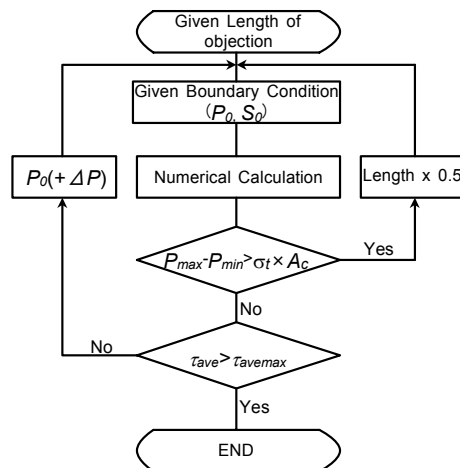 Given Length of
objection
Given Boundary Condition
(P0, S0)
P0(+ΔP)
Numerical Calculation
Length x 0.5
Pmax-Pmin>σt×Ac
Yes
No
No
τave>τavemax
Yes
END